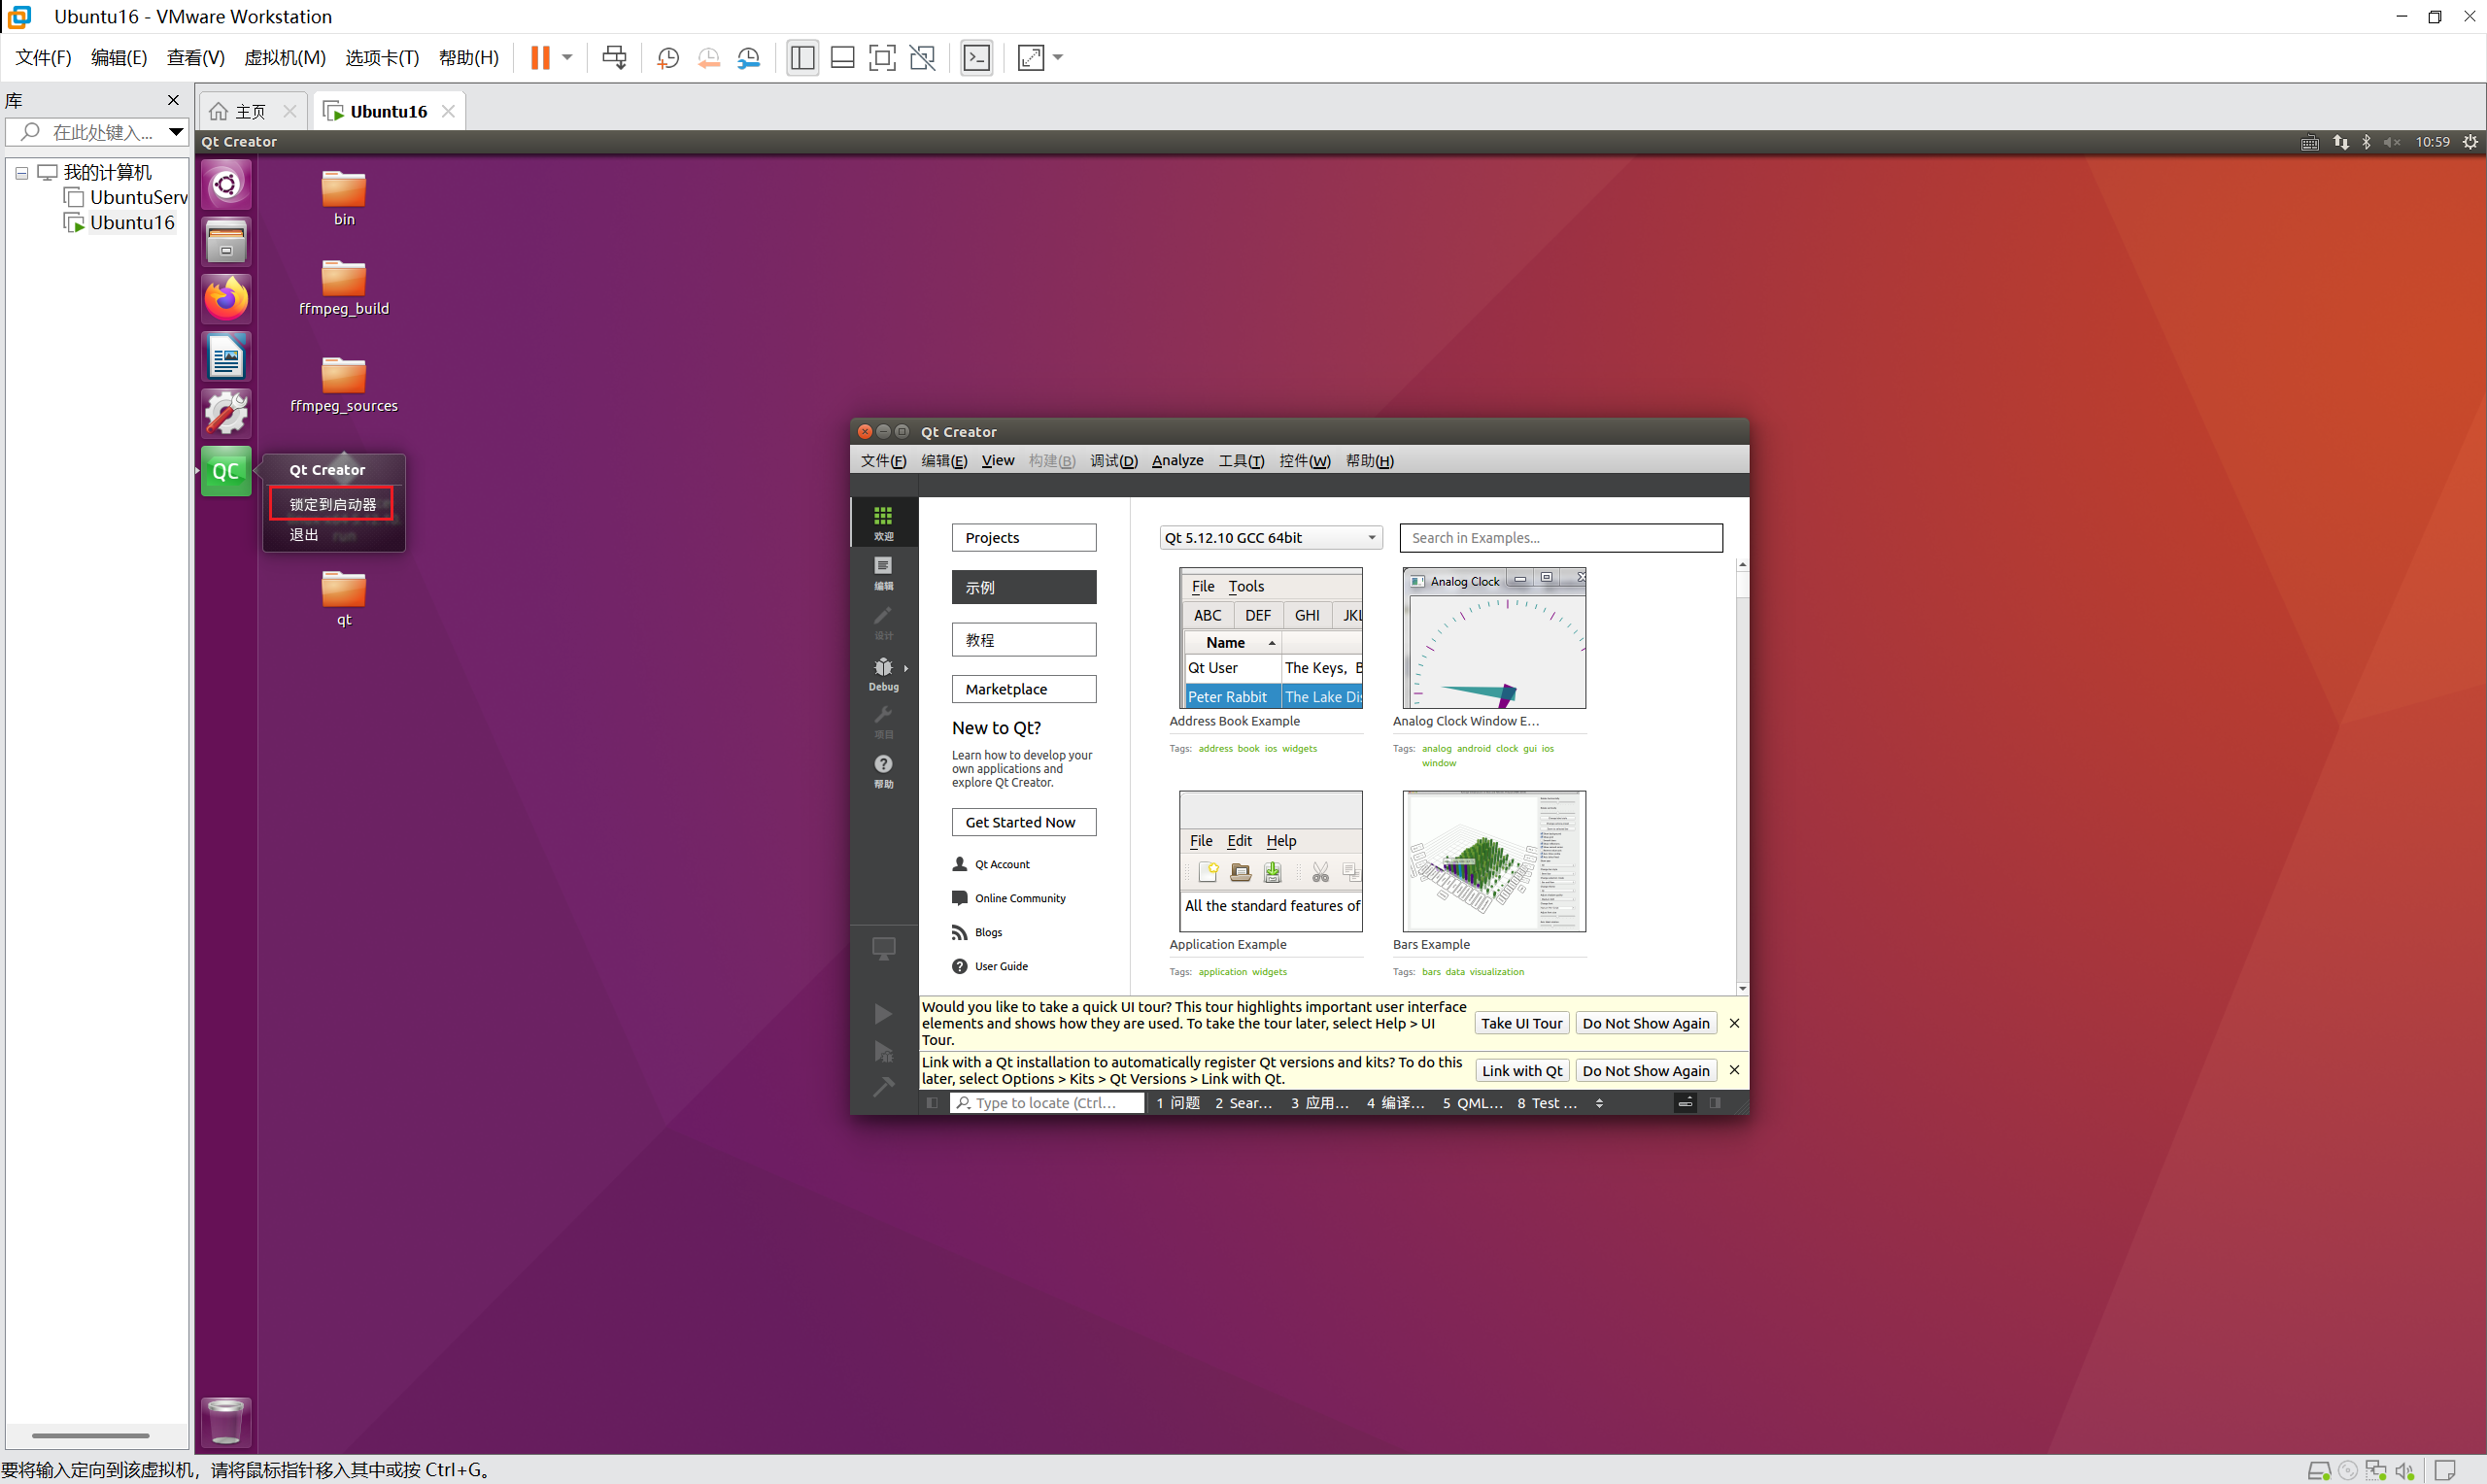 Ubuntu16 - VMware Workstation
文件(F) 编辑(E) 查看(V) 虚拟机(M) 选项卡(T) 帮助(H)
库
主页
Ubuntu16
在此处键入...
我的计算机
UbuntuServ
Ubuntu16
Qt Creator
10:59
bin
ffmpeg_build
ffmpeg_sources
QC
Qt Creator
锁定到启动器
退出
run
qt
Qt Creator
文件(F) 编辑(E) View 构建(B) 调试(D) Analyze 工具(T) 控件(W) 帮助(H)
欢迎
编辑
设计
Debug
项目
帮助
Projects
示例
教程
Marketplace
New to Qt?
Learn how to develop your
own applications and
explore Qt Creator.
Get Started Now
Qt Account
Online Community
Blogs
User Guide
Qt 5.12.10 GCC 64bit
Search in Examples...
File Tools
ABC DEF GHI JKL
Name
Qt User The Keys, B
Peter Rabbit The Lake Dis
Address Book Example
Tags: address book ios widgets
Analog Clock
Analog Clock Window E...
Tags: analog android clock gui ios
window
File Edit Help
All the standard features of
Application Example
Tags: application widgets
Bars Example
Tags: bars data visualization
Would you like to take a quick UI tour? This tour highlights important user interface
elements and shows how they are used. To take the tour later, select Help > UI
Tour.
Take UI Tour Do Not Show Again
Link with a Qt installation to automatically register Qt versions and kits? To do this
later, select Options > Kits > Qt Versions > Link with Qt.
Link with Qt Do Not Show Again
Type to locate (Ctrl... 1 问题 2 Sear... 3 应用... 4 编译... 5 QML... 8 Test ...
要将输入定向到该虚拟机，请将鼠标指针移入其中或按 Ctrl+G。